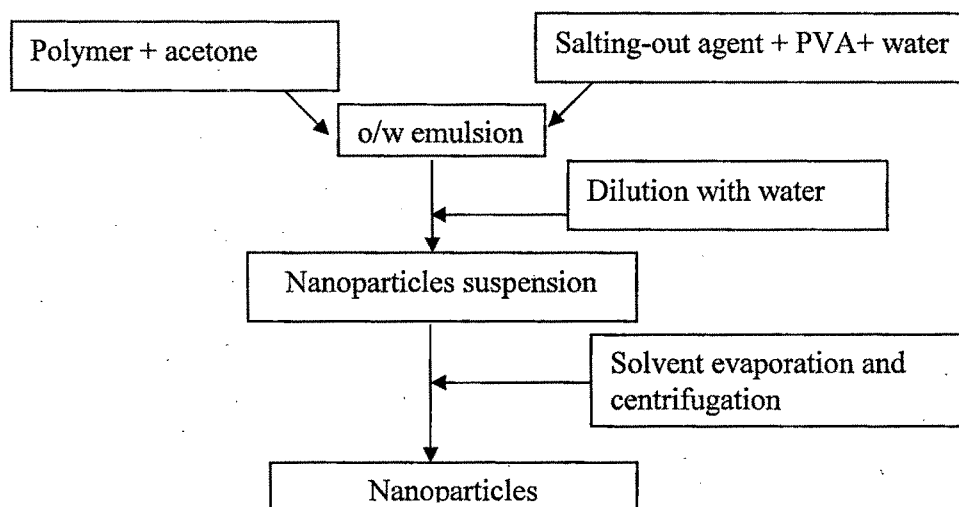 Polymer + acetone
Salting-out agent + PVA+ water
o/w emulsion
Dilution with water
Nanoparticles suspension
Solvent evaporation and
centrifugation
Nanoparticles